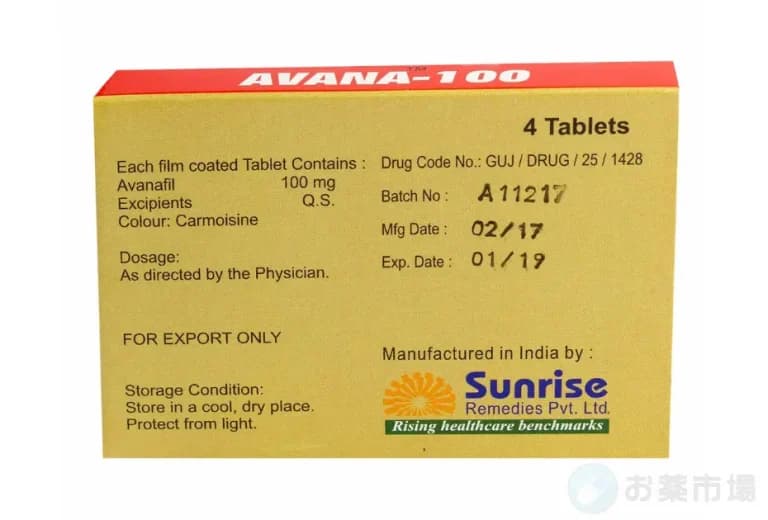 AVANA-100
TM
4 Tablets
Each film coated Tablet Contains :
Avanafil 100 mg
Excipients Q.S.
Colour: Carmoisine
Dosage:
As directed by the Physician.
FOR EXPORT ONLY
Storage Condition:
Store in a cool, dry place.
Protect from light.
Drug Code No.: GUJ / DRUG / 25 / 1428
Batch No : A11217
Mfg Date : 02/17
Exp. Date : 01/19
Manufactured in India by :
Sunrise
Remedies Pvt. Ltd.
Rising healthcare benchmarks
お薬市場